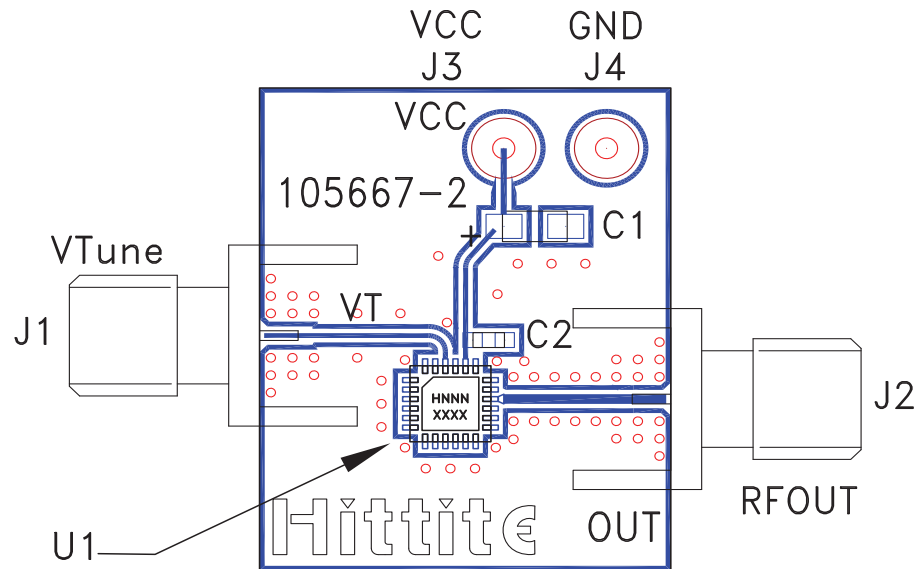 VCC GND
J3 J4
VCC
105667-2
+ C1
VTune
VT
J1
C2
HNNN
XXXX
J2
RFOUT
Hittite
OUT
U1